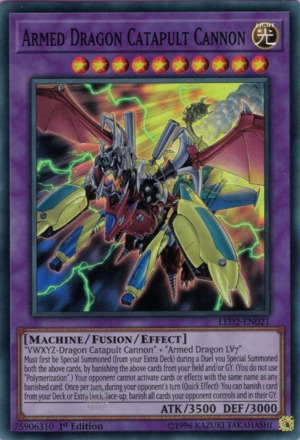 ARMED DRAGON CATAPULT CANNON
光
LED2-EN021
[MACHINE/FUSION/EFFECT]
"VWXYZ-Dragon Catapult Cannon" + "Armed Dragon LV7"
Must first be Special Summoned (from your Extra Deck) during a Duel you Special Summoned
both the above cards, by banishing the above cards from your field and/or GY. (You do not use
"Polymerization".) Your opponent cannot activate cards or effects with the same name as any
banished card. Once per turn, during your opponent's turn (Quick Effect): You can banish 1 card
from your Deck or Extra Deck, face-up; banish all cards your opponent controls and in their GY.
ATK/3500 DEF/3000
75906310 1st Edition
©1996 KAZUKI TAKAHASHI